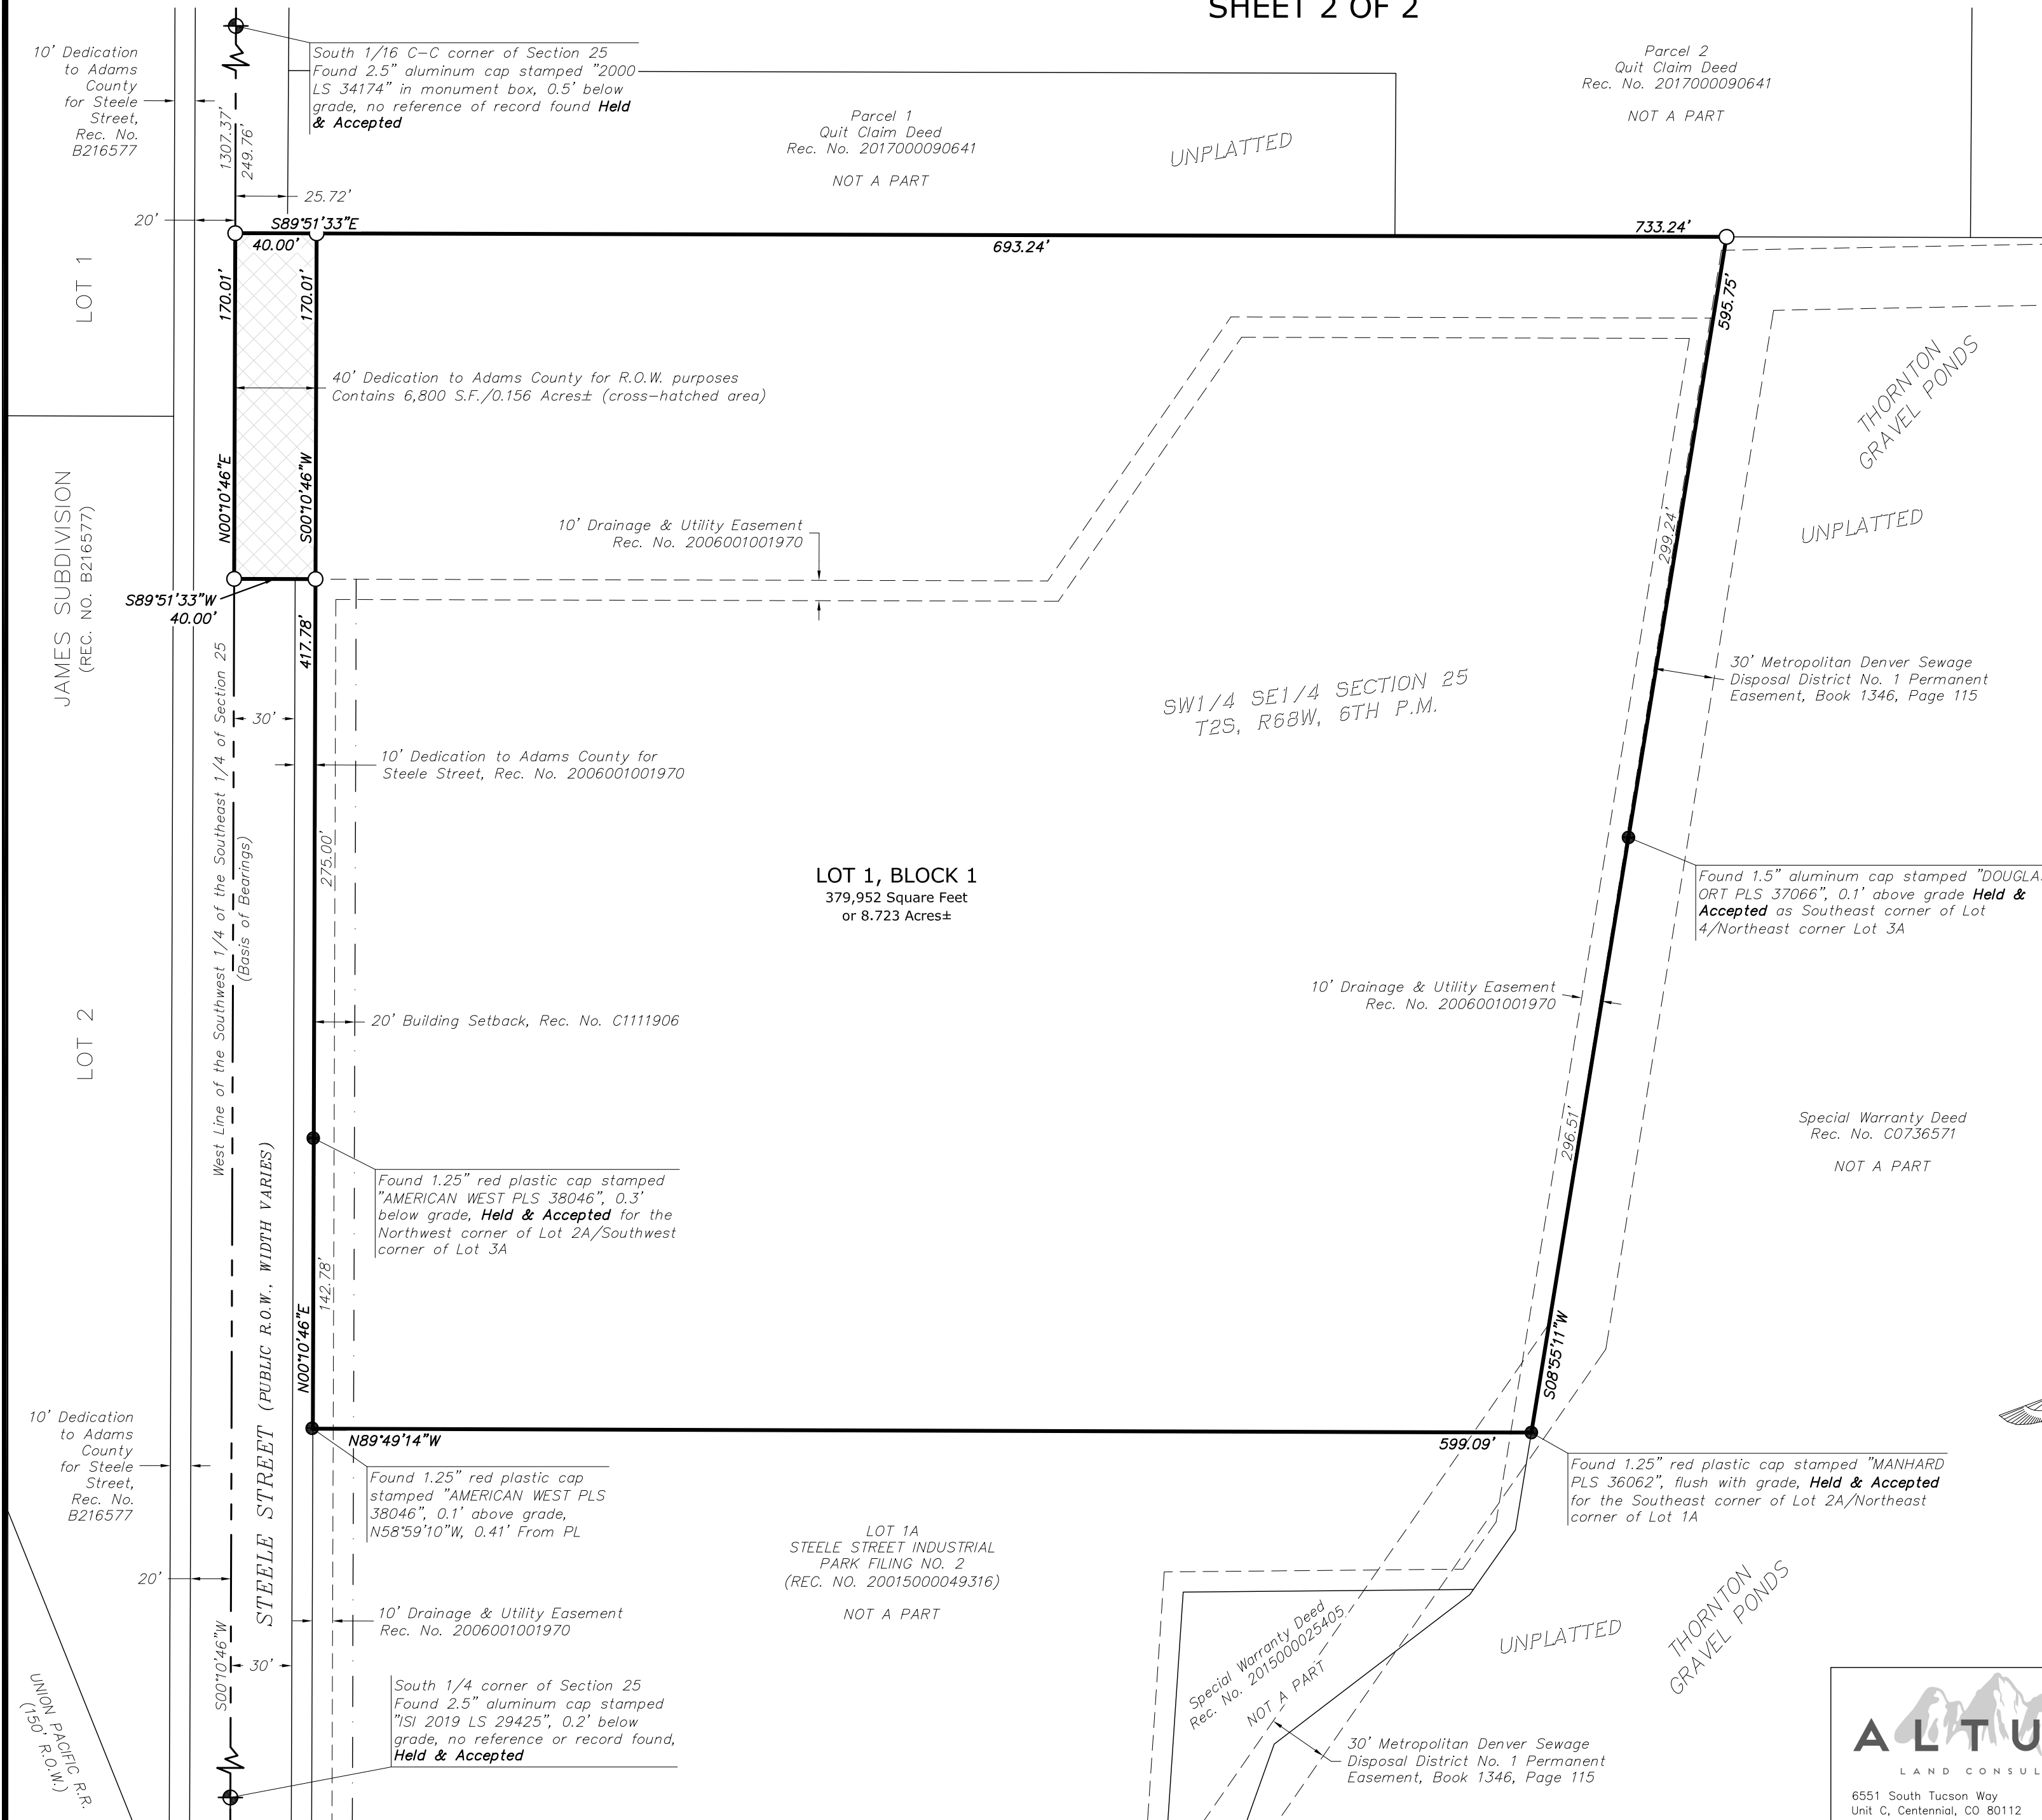 SHEET 2 OF 2
10' Dedication
to Adams
County
for Steele
Street,
Rec. No.
B216577
South 1/16 C-C corner of Section 25
Found 2.5" aluminum cap stamped "2000
LS 34174" in monument box, 0.5' below
grade, no reference of record found Held
& Accepted
1307.37'
249.76'
25.72'
20'
Parcel 1
Quit Claim Deed
Rec. No. 2017000090641
NOT A PART
UNPLATTED
Parcel 2
Quit Claim Deed
Rec. No. 2017000090641
NOT A PART
S89°51'33"E
40.00'
693.24'
733.24'
LOT 1
170.01'
170.01'
595.75'
40' Dedication to Adams County for R.O.W. purposes
Contains 6,800 S.F./0.156 Acres± (cross-hatched area)
THORNTON
GRAVEL PONDS
N00°10'46"E
S00°10'46"W
JAMES SUBDIVISION
(REC. NO. B216577)
10' Drainage & Utility Easement
Rec. No. 2006001001970
299.24'
UNPLATTED
S89°51'33"W
40.00'
417.78'
West Line of the Southwest 1/4 of the Southeast 1/4 of Section 25
(Basis of Bearings)
30'
SW1/4 SE1/4 SECTION 25
T2S, R68W, 6TH P.M.
30' Metropolitan Denver Sewage
Disposal District No. 1 Permanent
Easement, Book 1346, Page 115
10' Dedication to Adams County for
Steele Street, Rec. No. 2006001001970
275.00'
LOT 1, BLOCK 1
379,952 Square Feet
or 8.723 Acres±
Found 1.5" aluminum cap stamped "DOUGLA
ORT PLS 37066", 0.1' above grade Held &
Accepted as Southeast corner of Lot
4/Northeast corner Lot 3A
LOT 2
20' Building Setback, Rec. No. C1111906
10' Drainage & Utility Easement
Rec. No. 2006001001970
296.51'
Special Warranty Deed
Rec. No. C0736571
NOT A PART
STEELE STREET (PUBLIC R.O.W., WIDTH VARIES)
Found 1.25" red plastic cap stamped
"AMERICAN WEST PLS 38046", 0.3'
below grade, Held & Accepted for the
Northwest corner of Lot 2A/Southwest
corner of Lot 3A
142.78'
N00°10'46"E
S08°55'11"W
N89°49'14"W
599.09'
10' Dedication
to Adams
County
for Steele
Street,
Rec. No.
B216577
Found 1.25" red plastic cap
stamped "AMERICAN WEST PLS
38046", 0.1' above grade,
N58°59'10"W, 0.41' From PL
Found 1.25" red plastic cap stamped "MANHARD
PLS 36062", flush with grade, Held & Accepted
for the Southeast corner of Lot 2A/Northeast
corner of Lot 1A
LOT 1A
STEELE STREET INDUSTRIAL
PARK FILING NO. 2
(REC. NO. 20015000049316)
NOT A PART
20'
10' Drainage & Utility Easement
Rec. No. 2006001001970
S00°10'46"W
30'
Special Warranty Deed
Rec. No. 2015000025405
NOT A PART
UNPLATTED
THORNTON
GRAVEL PONDS
South 1/4 corner of Section 25
Found 2.5" aluminum cap stamped
"ISI 2019 LS 29425", 0.2' below
grade, no reference or record found,
Held & Accepted
UNION PACIFIC R.R.
(150' R.O.W.)
30' Metropolitan Denver Sewage
Disposal District No. 1 Permanent
Easement, Book 1346, Page 115
ALTU
LAND CONSUL
6551 South Tucson Way
Unit C, Centennial, CO 80112